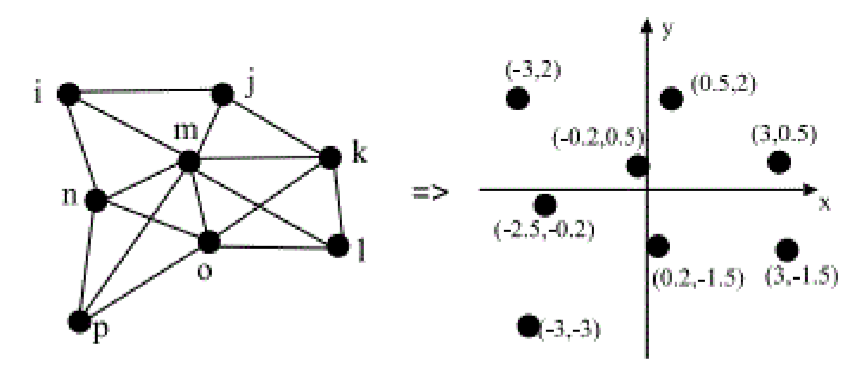 y
(-3,2)
(0.5,2)
i
j
m
(-0.2,0.5)
(3,0.5)
k
=>
n
x
(-2.5,-0.2)
l
o
(0.2,-1.5)
(3,-1.5)
p
(-3,-3)